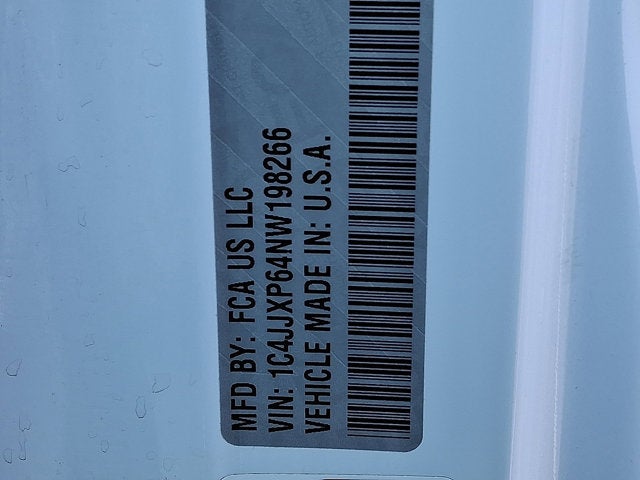 MFD BY: FCA US LLC
VIN: 1C4JJXP64NW198266
VEHICLE MADE IN: U.S.A.